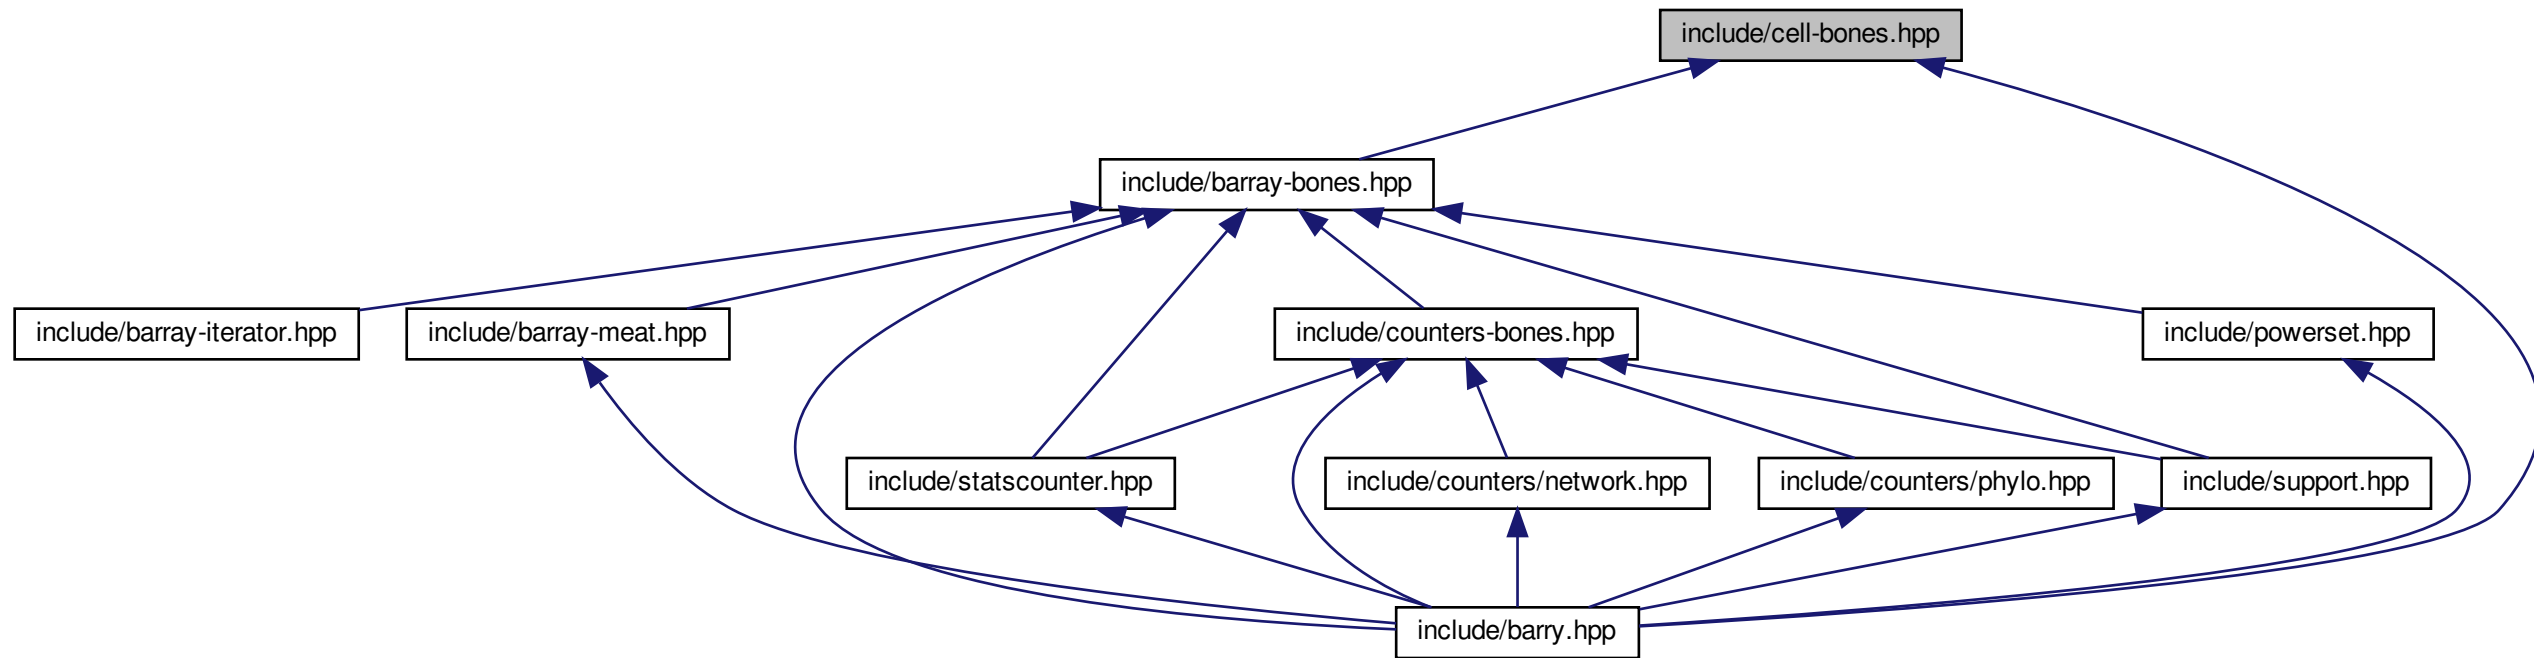 include/cell-bones.hpp
include/barray-bones.hpp
include/barray-iterator.hpp
include/barray-meat.hpp
include/counters-bones.hpp
include/powerset.hpp
include/statscounter.hpp
include/counters/network.hpp
include/counters/phylo.hpp
include/support.hpp
include/barry.hpp